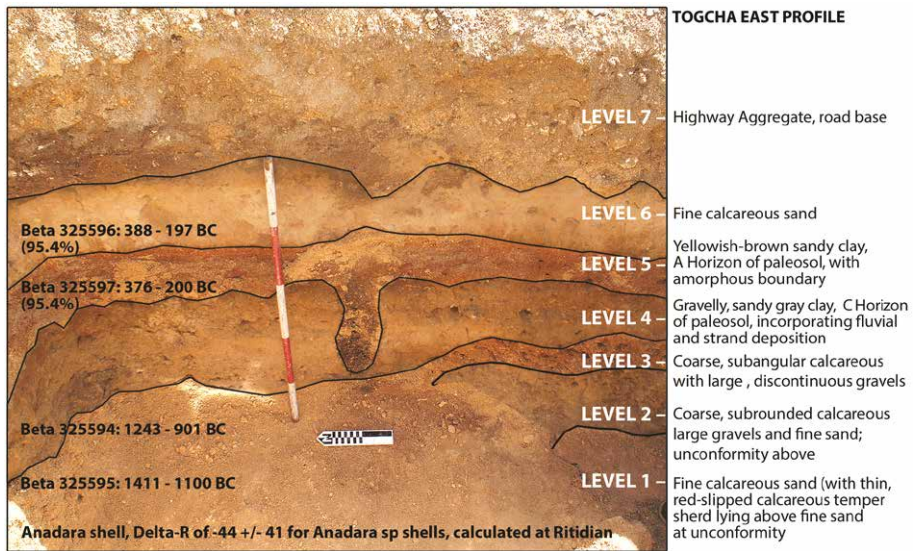 TOGCHA EAST PROFILE
LEVEL 7 – Highway Aggregate, road base
LEVEL 6 – Fine calcareous sand
Beta 325596: 388 - 197 BC
(95.4%)
Yellowish-brown sandy clay,
LEVEL 5 – A Horizon of paleosol, with
amorphous boundary
Beta 325597: 376 - 200 BC
(95.4%)
Gravelly, sandy gray clay, C Horizon
LEVEL 4 – of paleosol, incorporating fluvial
and strand deposition
LEVEL 3 – Coarse, subangular calcareous
with large , discontinuous gravels
LEVEL 2 – Coarse, subrounded calcareous
large gravels and fine sand;
unconformity above
Beta 325594: 1243 - 901 BC
LEVEL 1 – Fine calcareous sand (with thin,
red-slipped calcareous temper
sherd lying above fine sand
at unconformity
Beta 325595: 1411 - 1100 BC
Anadara shell, Delta-R of -44 +/- 41 for Anadara sp shells, calculated at Ritidian